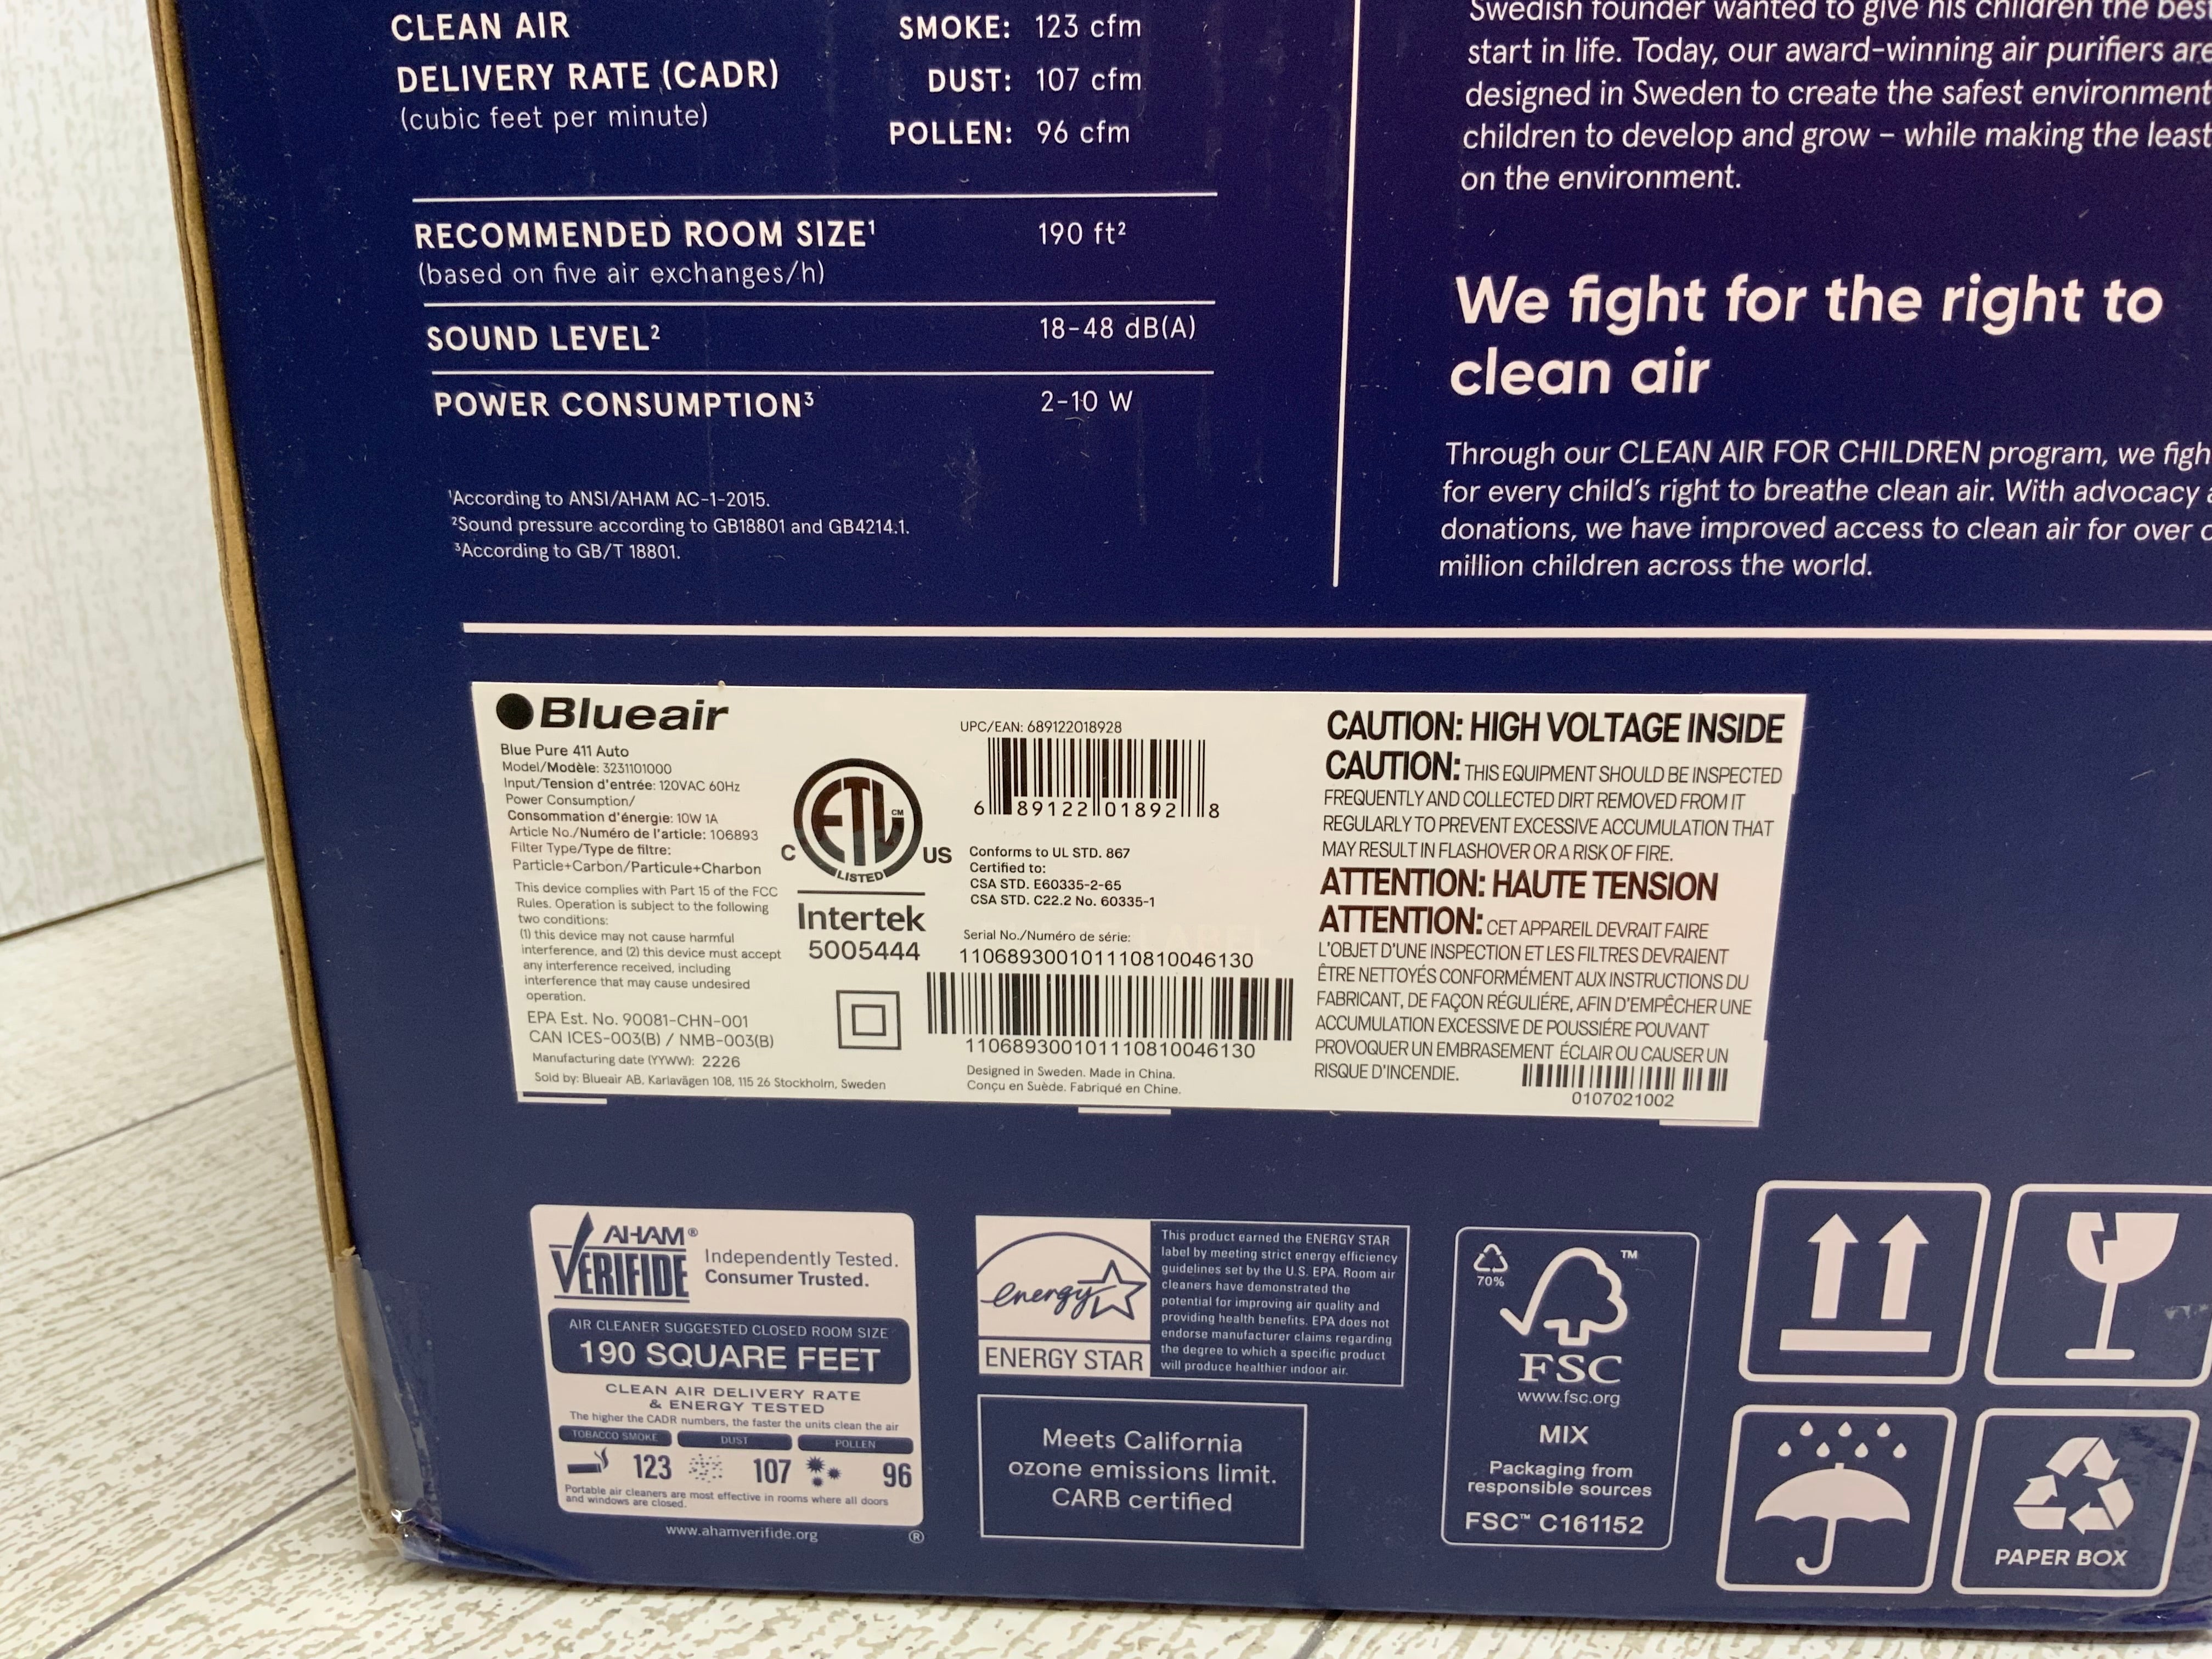 CLEAN AIR
DELIVERY RATE (CADR)
(cubic feet per minute)
SMOKE: 123 cfm
DUST: 107 cfm
POLLEN: 96 cfm
RECOMMENDED ROOM SIZE¹ 190 ft²
(based on five air exchanges/h)
SOUND LEVEL² 18-48 dB(A)
POWER CONSUMPTION³ 2-10 W
¹According to ANSI/AHAM AC-1-2015.
²Sound pressure according to GB18801 and GB4214.1.
³According to GB/T 18801.
Swedish founder wanted to give his children the best
start in life. Today, our award-winning air purifiers are
designed in Sweden to create the safest environment
children to develop and grow – while making the least
on the environment.
We fight for the right to
clean air
Through our CLEAN AIR FOR CHILDREN program, we figh
for every child's right to breathe clean air. With advocacy
donations, we have improved access to clean air for over
million children across the world.
Blueair
Blue Pure 411 Auto
Model/Modèle: 3231101000
Input/Tension d'entrée: 120VAC 60Hz
Power Consumption/
Consommation d'énergie: 10W 1A
Article No./Numéro de l'article: 106893
Filter Type/Type de filtre:
Particle+Carbon/Particule+Charbon
This device complies with Part 15 of the FCC
Rules. Operation is subject to the following
two conditions:
(1) this device may not cause harmful
interference, and (2) this device must accept
any interference received, including
interference that may cause undesired
operation.
EPA Est. No. 90081-CHN-001
CAN ICES-003(B) / NMB-003(B)
Manufacturing date (YYWW): 2226
Sold by: Blueair AB, Karlavägen 108, 115 26 Stockholm, Sweden
ETL CM
C US
LISTED
Intertek
5005444
UPC/EAN: 689122018928
6 89122 01892 8
Conforms to UL STD. 867
Certified to:
CSA STD. E60335-2-65
CSA STD. C22.2 No. 60335-1
Serial No./Numéro de série:
110689300101110810046130
110689300101110810046130
Designed in Sweden. Made in China.
Conçu en Suède. Fabriqué en Chine.
CAUTION: HIGH VOLTAGE INSIDE
CAUTION: THIS EQUIPMENT SHOULD BE INSPECTED
FREQUENTLY AND COLLECTED DIRT REMOVED FROM IT
REGULARLY TO PREVENT EXCESSIVE ACCUMULATION THAT
MAY RESULT IN FLASHOVER OR A RISK OF FIRE.
ATTENTION: HAUTE TENSION
ATTENTION: CET APPAREIL DEVRAIT FAIRE
L'OBJET D'UNE INSPECTION ET LES FILTRES DEVRAIENT
ÊTRE NETTOYÉS CONFORMÉMENT AUX INSTRUCTIONS DU
FABRICANT, DE FAÇON RÉGULIÉRE, AFIN D'EMPÊCHER UNE
ACCUMULATION EXCESSIVE DE POUSSIÉRE POUVANT
PROVOQUER UN EMBRASEMENT ÉCLAIR OU CAUSER UN
RISQUE D'INCENDIE.
0107021002
AHAM®
VERIFIDE
Independently Tested.
Consumer Trusted.
AIR CLEANER SUGGESTED CLOSED ROOM SIZE
190 SQUARE FEET
CLEAN AIR DELIVERY RATE
& ENERGY TESTED
The higher the CADR numbers, the faster the units clean the air
TOBACCO SMOKE DUST POLLEN
123 107 96
Portable air cleaners are most effective in rooms where all doors
and windows are closed.
www.ahamverifide.org ®
energy
ENERGY STAR
This product earned the ENERGY STAR
label by meeting strict energy efficiency
guidelines set by the U.S. EPA. Room air
cleaners have demonstrated the
potential for improving air quality and
providing health benefits. EPA does not
endorse manufacturer claims regarding
the degree to which a specific product
will produce healthier indoor air.
Meets California
ozone emissions limit.
CARB certified
70%
™
FSC
www.fsc.org
MIX
Packaging from
responsible sources
FSC™ C161152
PAPER BOX